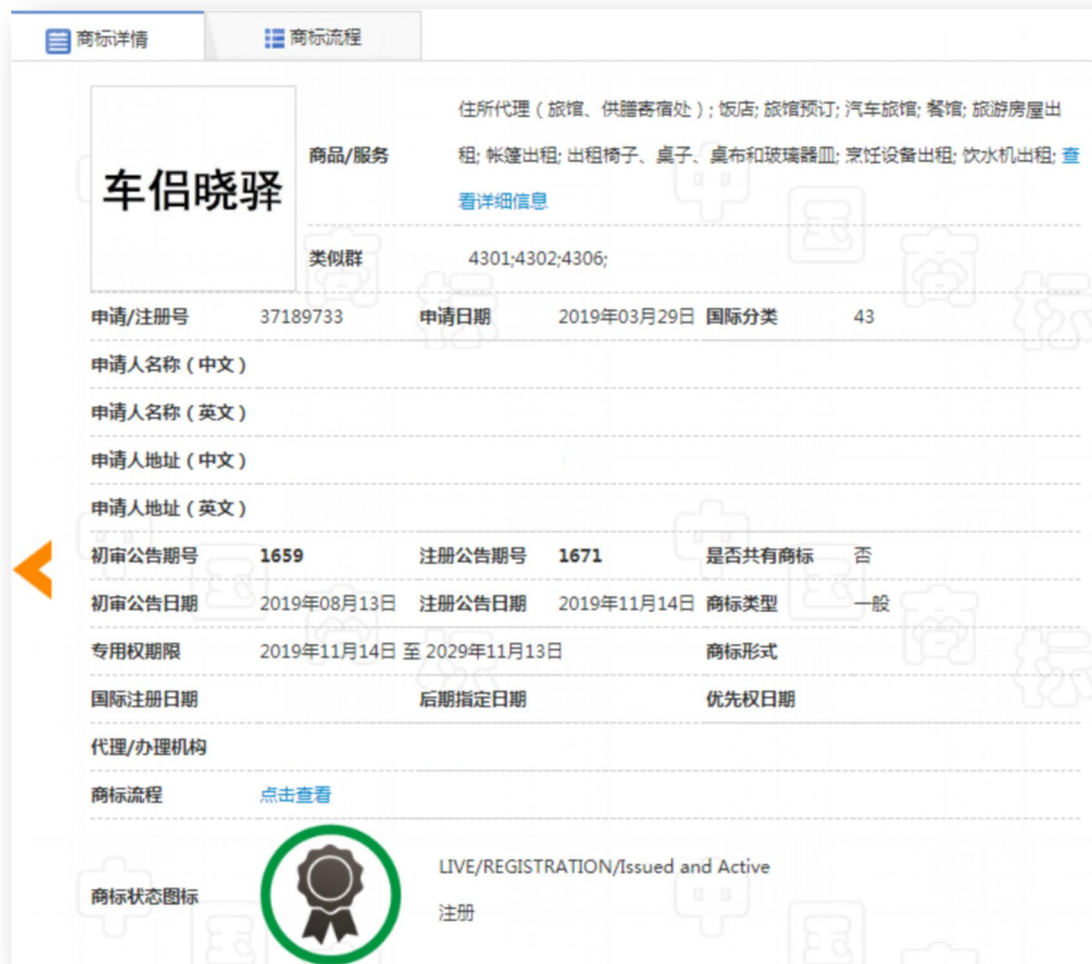 商标详情
商标流程
车侣晓驿
商品/服务
住所代理（旅馆、供膳寄宿处）; 饭店; 旅馆预订; 汽车旅馆; 餐馆; 旅游房屋出
租; 帐篷出租; 出租椅子、桌子、桌布和玻璃器皿; 烹饪设备出租; 饮水机出租; 查
看详细信息
类似群 4301;4302;4306;
申请/注册号 37189733 申请日期 2019年03月29日 国际分类 43
申请人名称（中文）
申请人名称（英文）
申请人地址（中文）
申请人地址（英文）
初审公告期号 1659 注册公告期号 1671 是否共有商标 否
初审公告日期 2019年08月13日 注册公告日期 2019年11月14日 商标类型 一般
专用权期限 2019年11月14日 至 2029年11月13日 商标形式
国际注册日期 后期指定日期 优先权日期
代理/办理机构
商标流程 点击查看
商标状态图标
LIVE/REGISTRATION/Issued and Active
注册